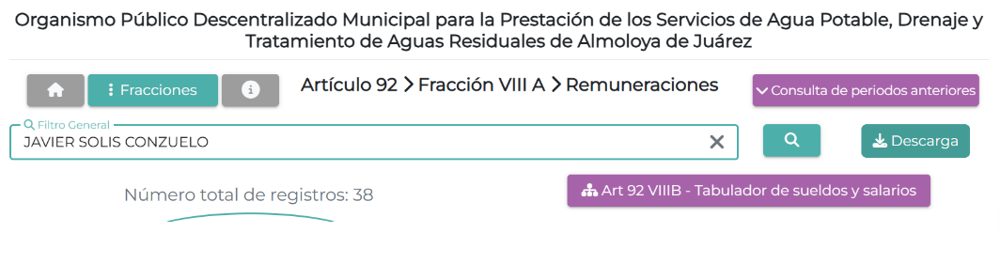 Organismo Público Descentralizado Municipal para la Prestación de los Servicios de Agua Potable, Drenaje y
Tratamiento de Aguas Residuales de Almoloya de Juárez
Fracciones
Artículo 92 > Fracción VIII A > Remuneraciones
Consulta de periodos anteriores
Filtro General
JAVIER SOLIS CONZUELO
Descarga
Número total de registros: 38
Art 92 VIIIB - Tabulador de sueldos y salarios